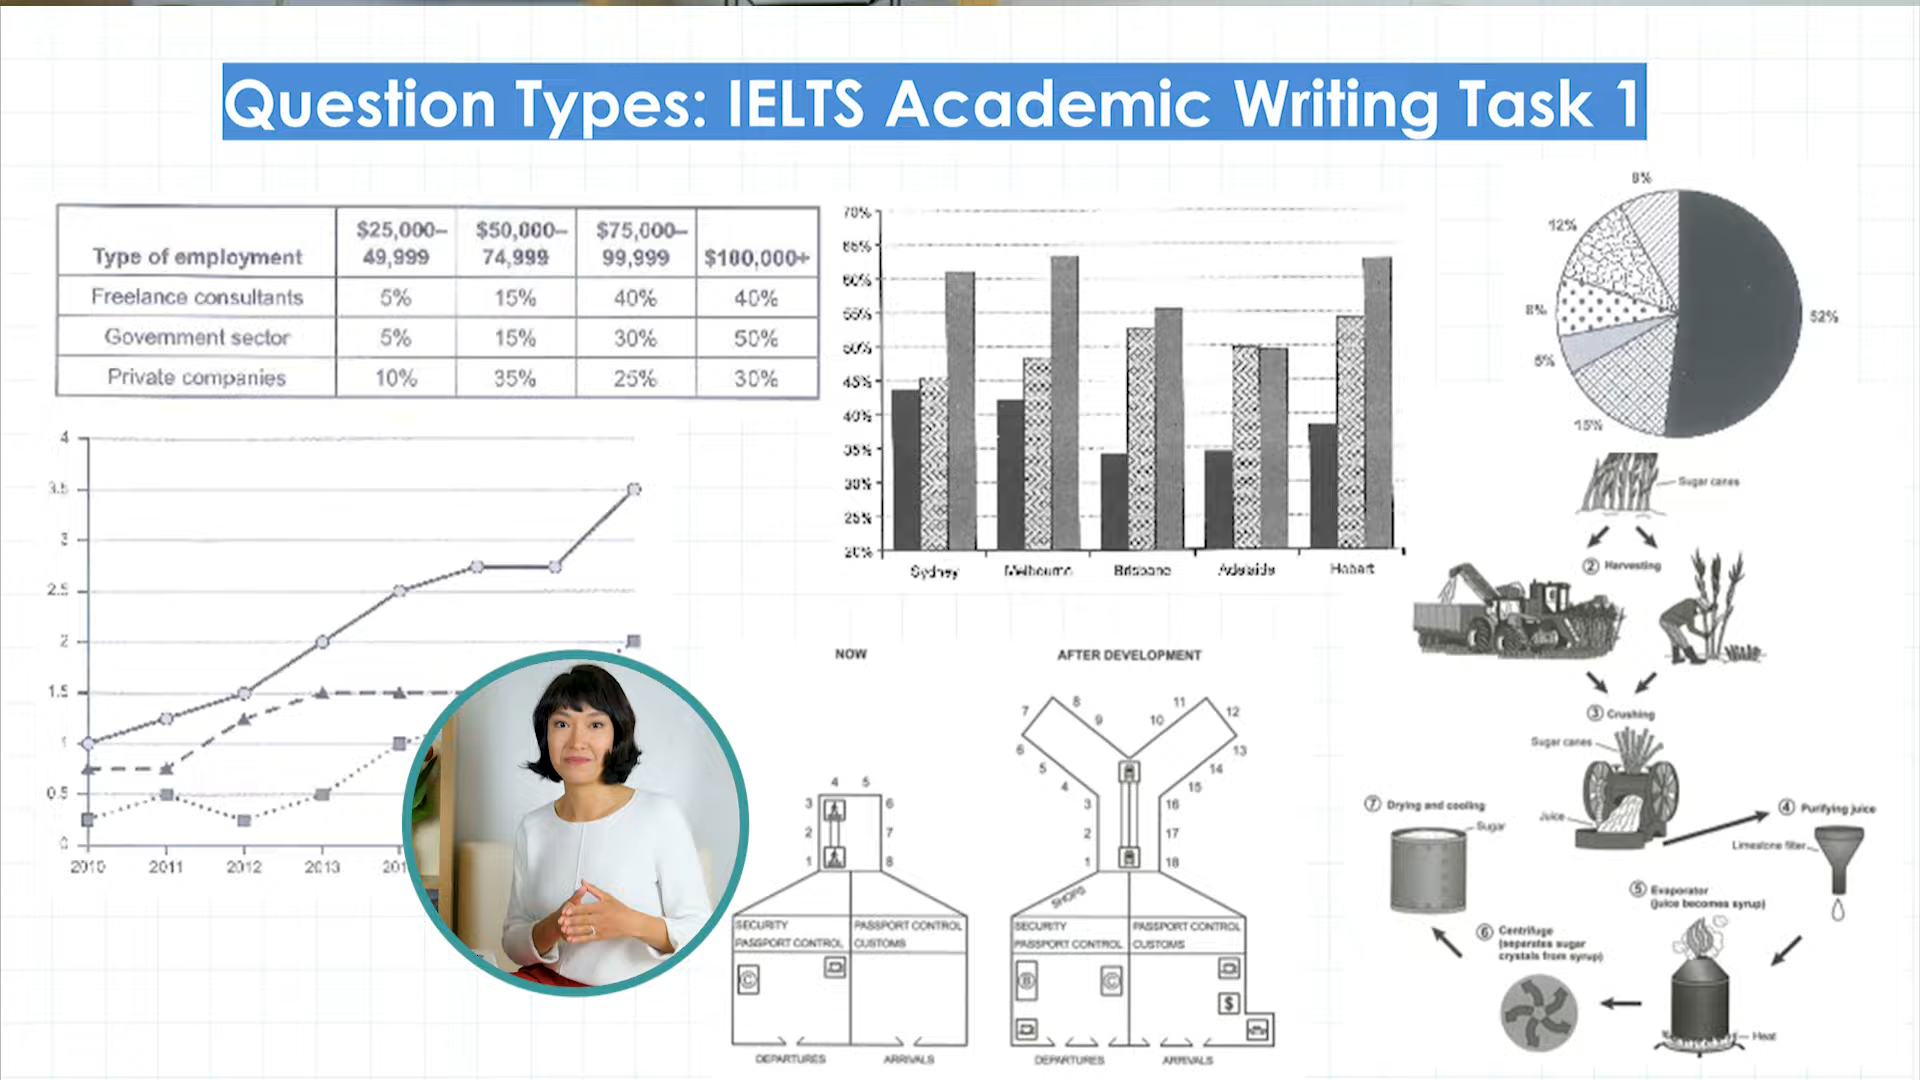 Question Types: IELTS Academic Writing Task 1
Type of employment
$25,000–
49,999
$50,000–
74,999
$75,000–
99,999
$100,000+
Freelance consultants 5% 15% 40% 40%
Government sector 5% 15% 30% 50%
Private companies 10% 35% 25% 30%
70%
65%
60%
55%
50%
45%
40%
35%
30%
25%
20%
Sydney Melbourne Brisbane Adelaide Hobart
8%
12%
8%
52%
15%
4
3.5
3
2.5
2
1.5
1
0.5
0
2010 2011 2012 2013
NOW
4 5
3 6
2 7
1 8
SECURITY
PASSPORT CONTROL
PASSPORT CONTROL
CUSTOMS
C
DEPARTURES ARRIVALS
AFTER DEVELOPMENT
8 11
7 9 10 12
6 13
5 14
4 15
3 16
2 17
1 18
SHOPS
SECURITY
PASSPORT CONTROL
PASSPORT CONTROL
CUSTOMS
B C
$
DEPARTURES ARRIVALS
Sugar canes
2 Harvesting
3 Crushing
Sugar canes
Juice
4 Purifying juice
Limestone filter
5 Evaporator
(juice becomes syrup)
Heat
6 Centrifuge
(separates sugar
crystals from syrup)
7 Drying and cooling
Sugar